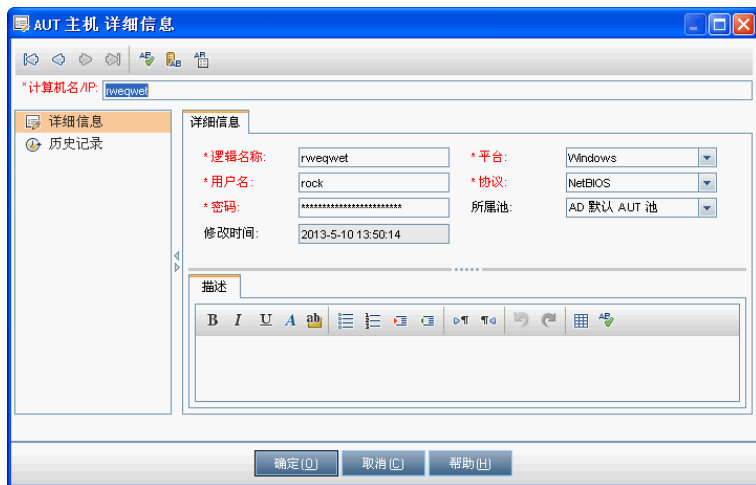 AUT 主机 详细信息
*计算机名/IP: rweqwet
详细信息
历史记录
详细信息
*逻辑名称: rweqwet *平台: Windows
*用户名: rock *协议: NetBIOS
*密码: ************************ 所属池: AD 默认 AUT 池
修改时间: 2013-5-10 13:50:14
描述
B I U A ab
确定(O) 取消(C) 帮助(H)